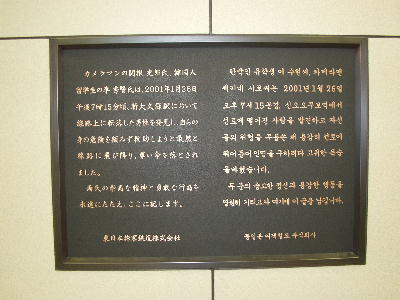 カメラマンの関根 史郎氏、韓国人
留学生の李 秀賢氏は、2001年1月26日
午後7時15分頃、新大久保駅において
線路上に転落した男性を発見し、自らの
身の危険を顧みず救助しようと敢然と
線路に飛び降り、尊い命を落とされ
ました。
両氏の崇高な精神と勇敢な行為を
永遠にたたえ、ここに記します。
東日本旅客鉄道株式会社
한국인 유학생 이 수현씨, 카메라맨
세키네 시로씨는 2001년 1월 26일
오후 7시 15분경, 신오오쿠보역에서
선로에 떨어진 사람을 발견하고 자신
들의 위험을 무릅쓴 채 용감히 선로에
뛰어들어 인명을 구하려다 고귀한 목숨
을 바쳤습니다.
두 분의 숭고한 정신과 용감한 행동을
영원히 기리고자 여기에 이 글을 남깁니다.
동일본 여객철도 주식회사